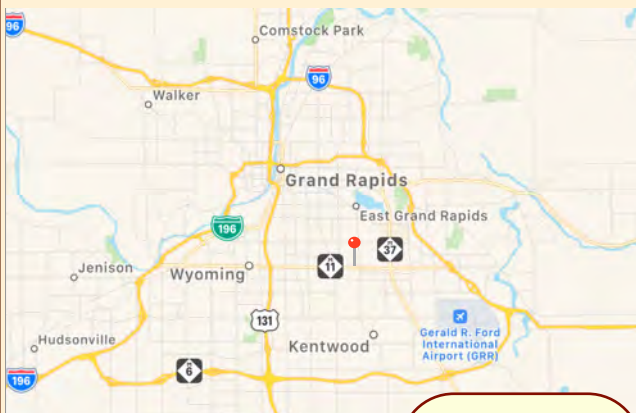 96
Comstock Park
96
Walker
Grand Rapids
East Grand Rapids
196
M
37
M
11
Jenison
Wyoming
131
Gerald R. Ford
International
Airport (GRR)
Hudsonville
Kentwood
M
6
196